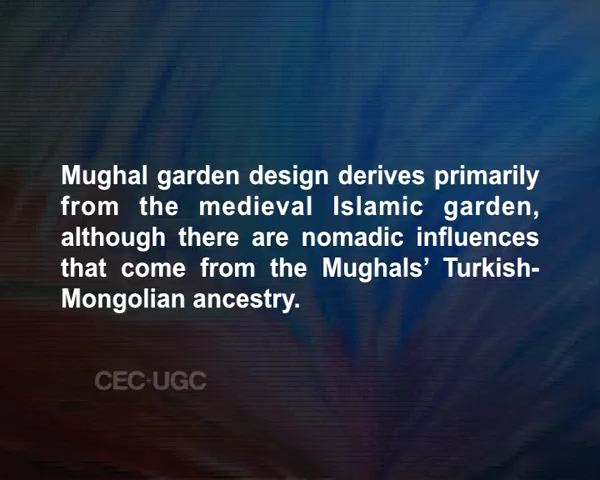 Mughal garden design derives primarily
from the medieval Islamic garden,
although there are nomadic influences
that come from the Mughals’ Turkish-
Mongolian ancestry.
CEC-UGC